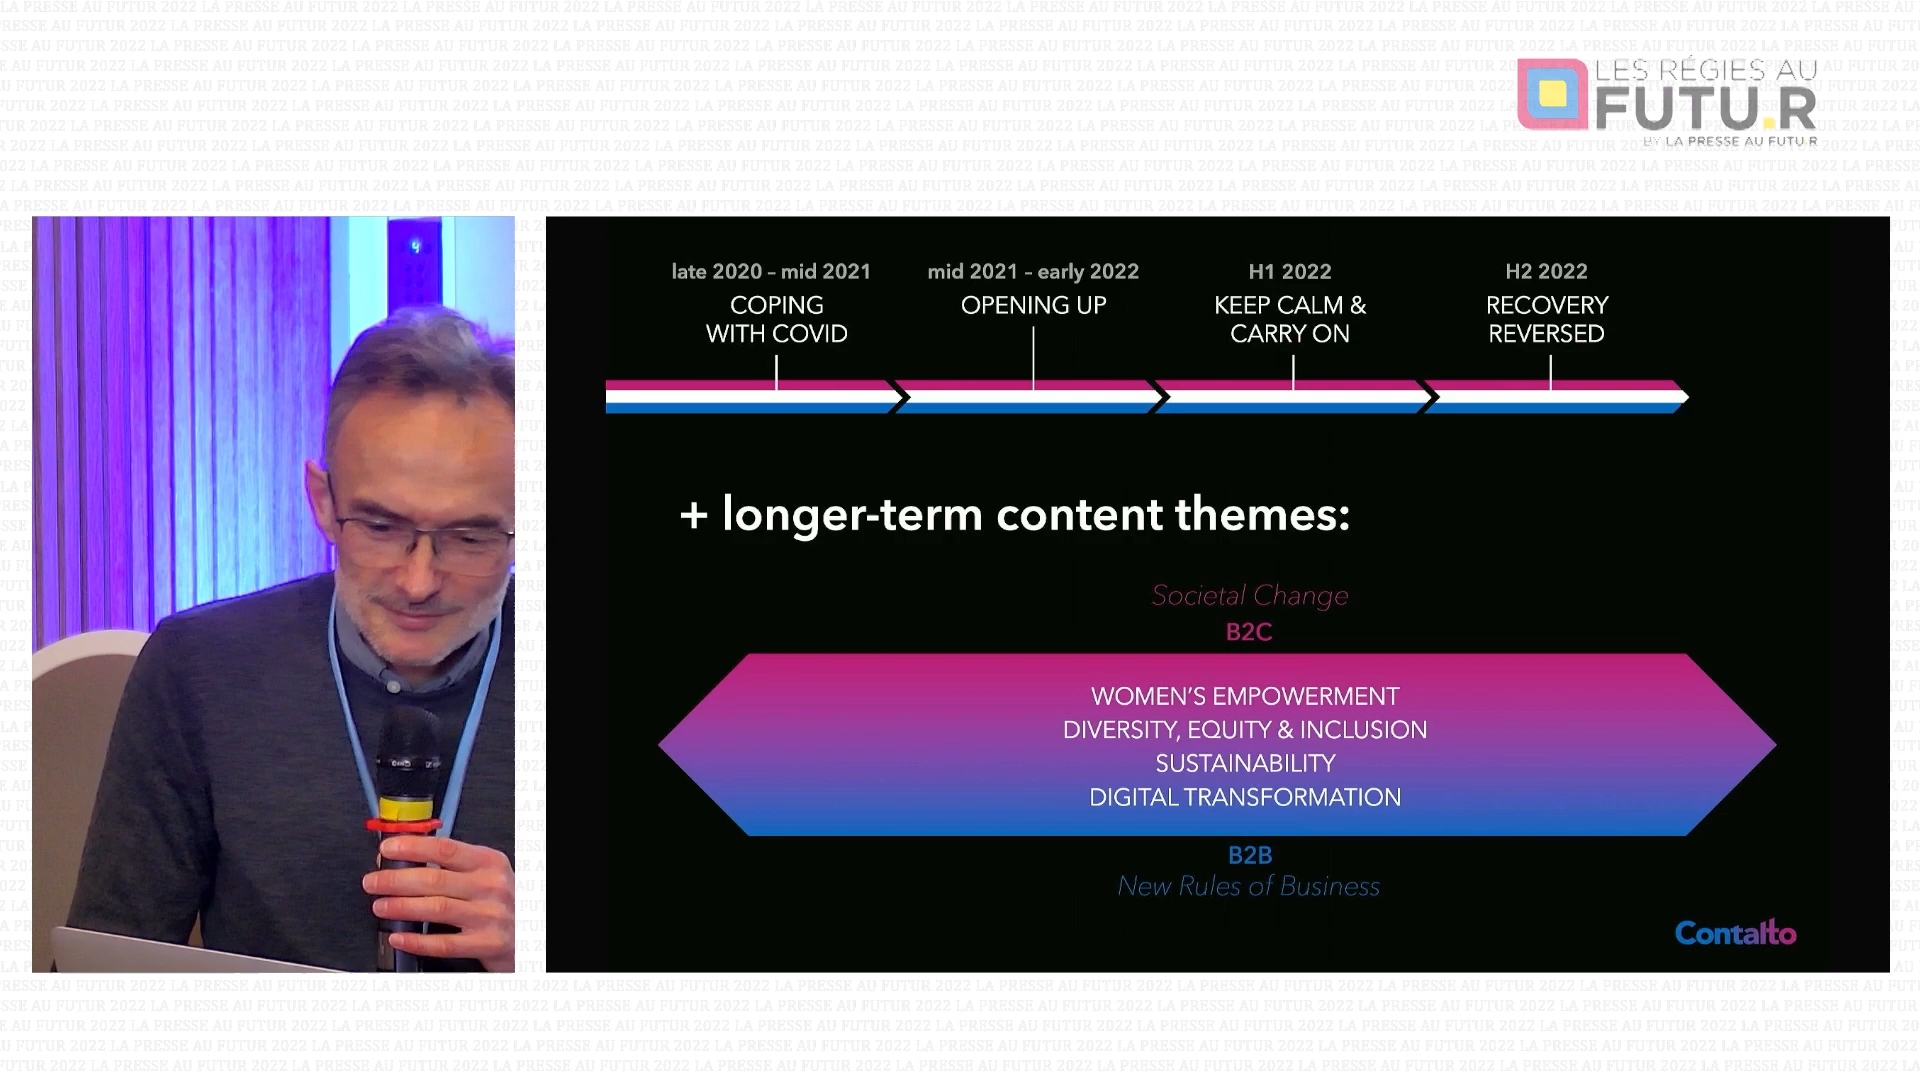 LES RÉGIES AU
FUTU.R
BY LA PRESSE AU FUTU.R
late 2020 – mid 2021
COPING
WITH COVID
mid 2021 – early 2022
OPENING UP
H1 2022
KEEP CALM &
CARRY ON
H2 2022
RECOVERY
REVERSED
+ longer-term content themes:
Societal Change
B2C
WOMEN'S EMPOWERMENT
DIVERSITY, EQUITY & INCLUSION
SUSTAINABILITY
DIGITAL TRANSFORMATION
B2B
New Rules of Business
Contalto